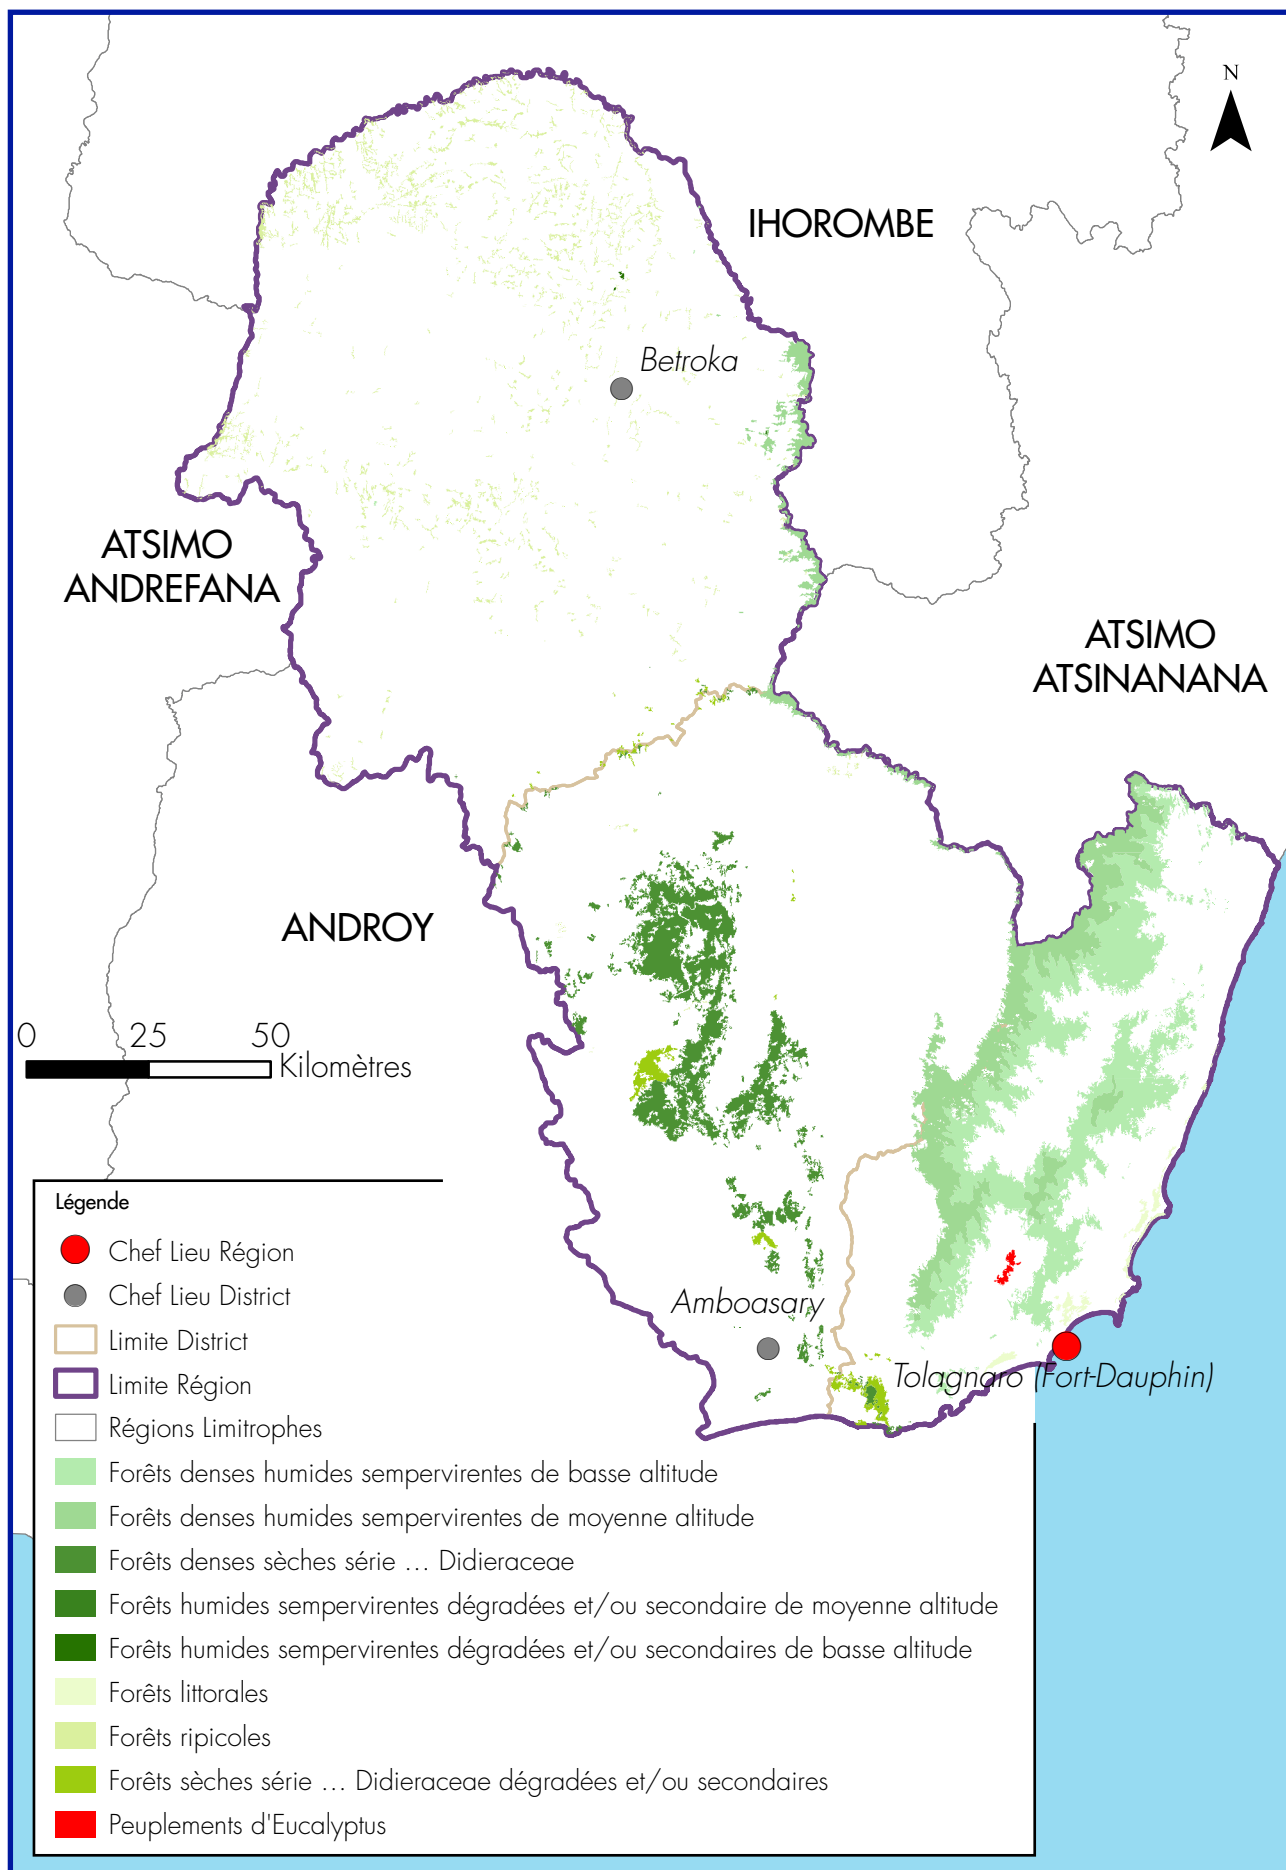 N
IHOROMBE
Betroka
ATSIMO
ANDREFANA
ATSIMO
ATSINANANA
ANDROY
0 25 50
Kilomètres
Amboasary
Tolagnaro (Fort-Dauphin)
Légende
Chef Lieu Région
Chef Lieu District
Limite District
Limite Région
Régions Limitrophes
Forêts denses humides sempervirentes de basse altitude
Forêts denses humides sempervirentes de moyenne altitude
Forêts denses sèches série ... Didieraceae
Forêts humides sempervirentes dégradées et/ou secondaire de moyenne altitude
Forêts humides sempervirentes dégradées et/ou secondaires de basse altitude
Forêts littorales
Forêts ripicoles
Forêts sèches série ... Didieraceae dégradées et/ou secondaires
Peuplements d'Eucalyptus